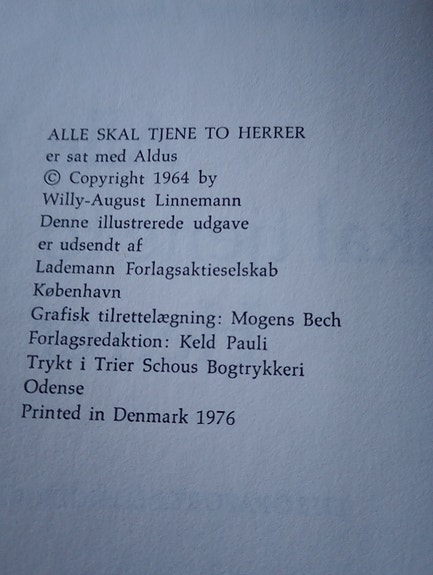 ALLE SKAL TJENE TO HERRER
er sat med Aldus
© Copyright 1964 by
Willy-August Linnemann
Denne illustrerede udgave
er udsendt af
Lademann Forlagsaktieselskab
København
Grafisk tilrettelægning: Mogens Bech
Forlagsredaktion: Keld Pauli
Trykt i Trier Schous Bogtrykkeri
Odense
Printed in Denmark 1976